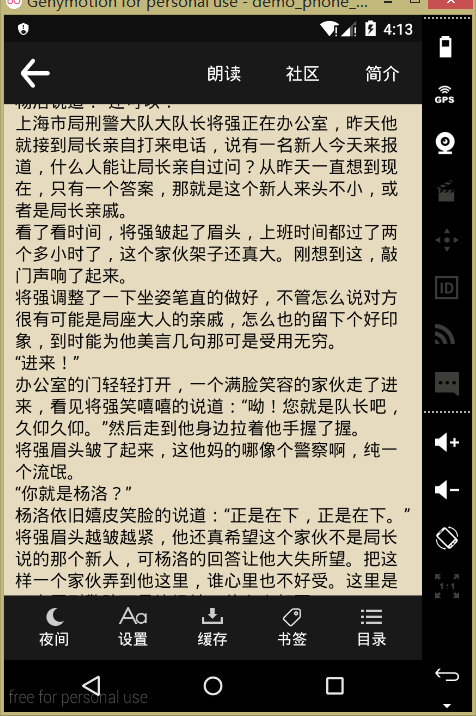 Genymotion for personal use - demo_phone_...
4:13
朗读 社区 简介
上海市局刑警大队大队长将强正在办公室，昨天他
就接到局长亲自打来电话，说有一名新人今天来报
道，什么人能让局长亲自过问？从昨天一直想到现
在，只有一个答案，那就是这个新人来头不小，或
者是局长亲戚。
看了看时间，将强皱起了眉头，上班时间都过了两
个多小时了，这个家伙架子还真大。刚想到这，敲
门声响了起来。
将强调整了一下坐姿笔直的做好，不管怎么说对方
很有可能是局座大人的亲戚，怎么也的留下个好印
象，到时能为他美言几句那可是受用无穷。
“进来！”
办公室的门轻轻打开，一个满脸笑容的家伙走了进
来，看见将强笑嘻嘻的说道：“呦！您就是队长吧，
久仰久仰。”然后走到他身边拉着他手握了握。
将强眉头皱了起来，这他妈的哪像个警察啊，纯一
个流氓。
“你就是杨洛？”
杨洛依旧嬉皮笑脸的说道：“正是在下，正是在下。”
将强眉头越皱越紧，他还真希望这个家伙不是局长
说的那个新人，可杨洛的回答让他大失所望。把这
样一个家伙弄到他这里，谁心里也不好受。这里是
夜间 设置 缓存 书签 目录
free for personal use
GPS
ID
1:1